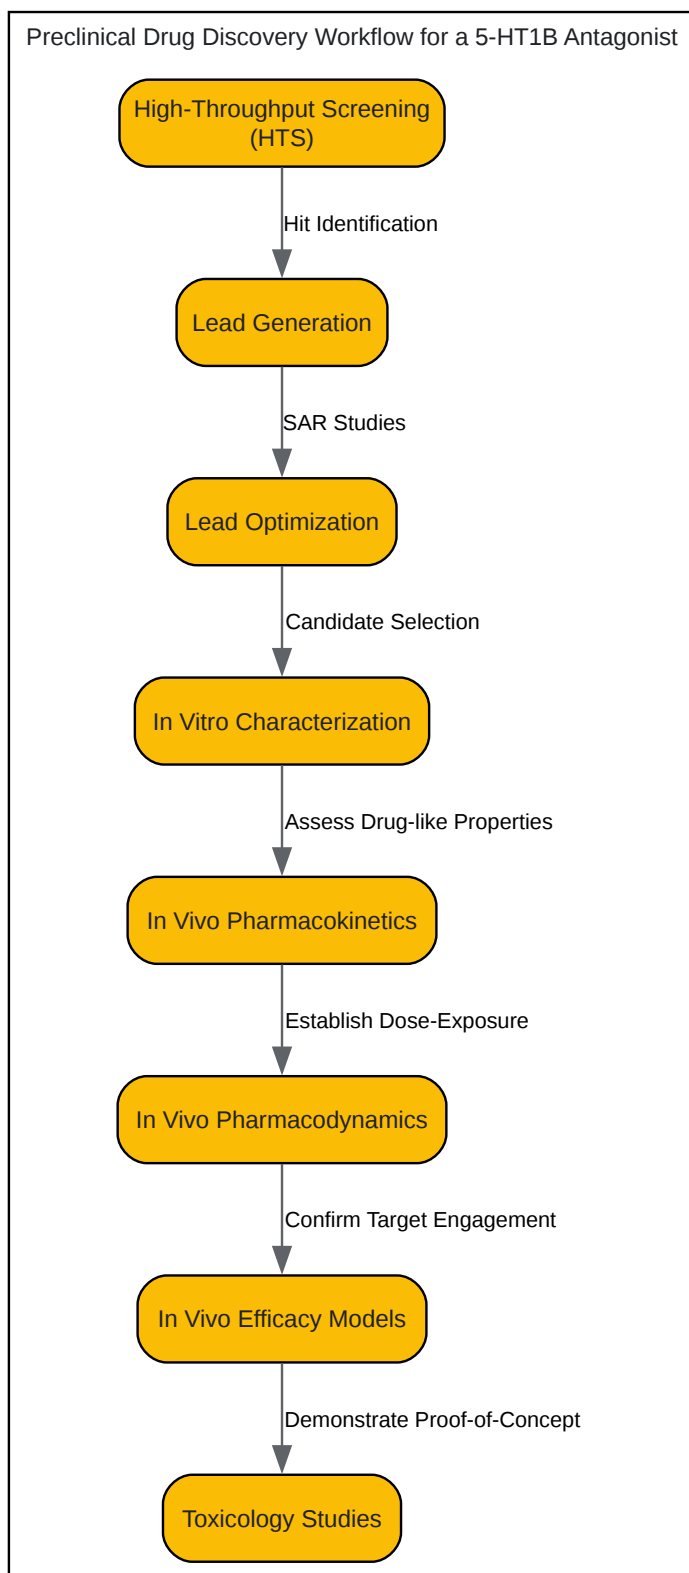 Preclinical Drug Discovery Workflow for a 5-HT1B Antagonist
High-Throughput Screening
(HTS)
Hit Identification
Lead Generation
SAR Studies
Lead Optimization
Candidate Selection
In Vitro Characterization
Assess Drug-like Properties
In Vivo Pharmacokinetics
Establish Dose-Exposure
In Vivo Pharmacodynamics
Confirm Target Engagement
In Vivo Efficacy Models
Demonstrate Proof-of-Concept
Toxicology Studies